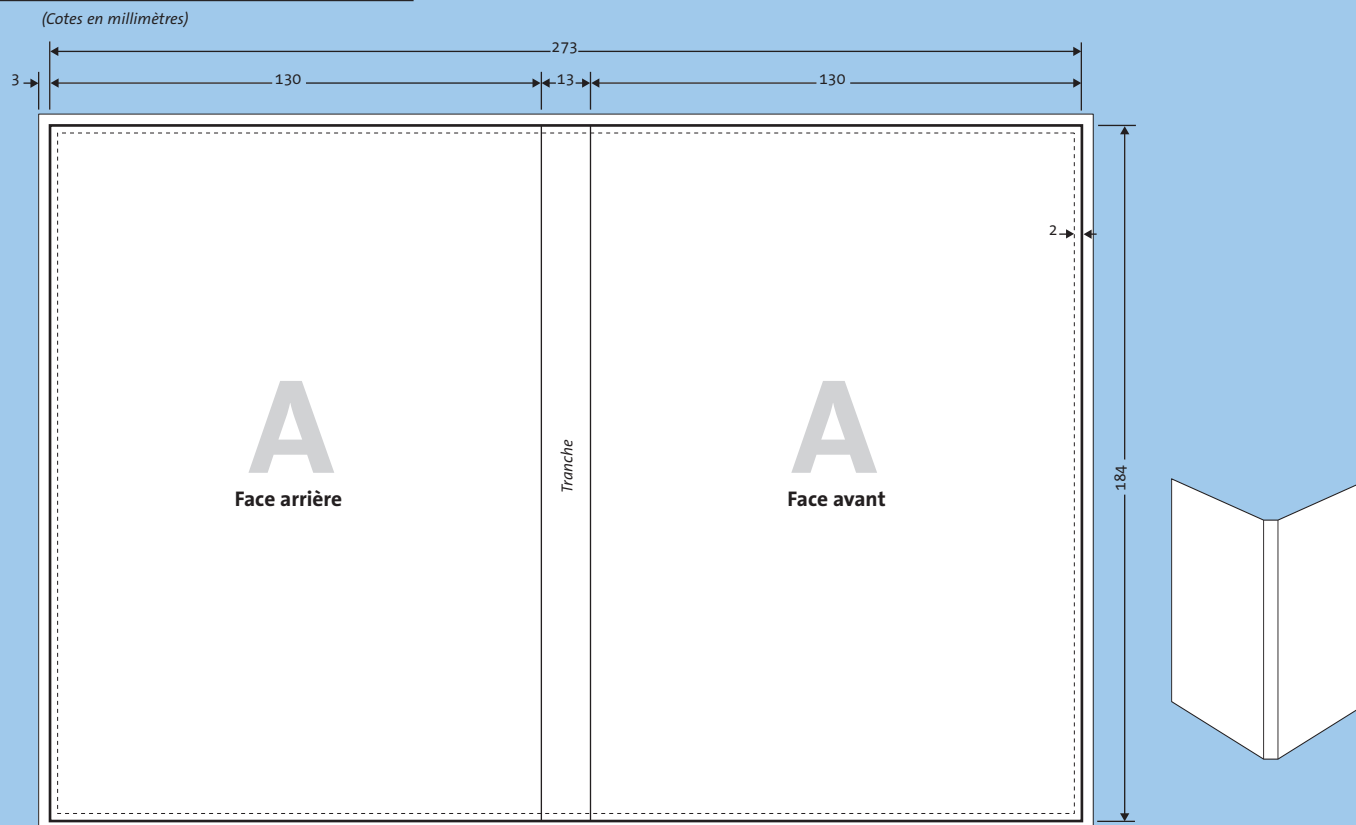 (Cotes en millimètres)
273
3 130 13 130
2
A A
Tranche
184
Face arrière Face avant